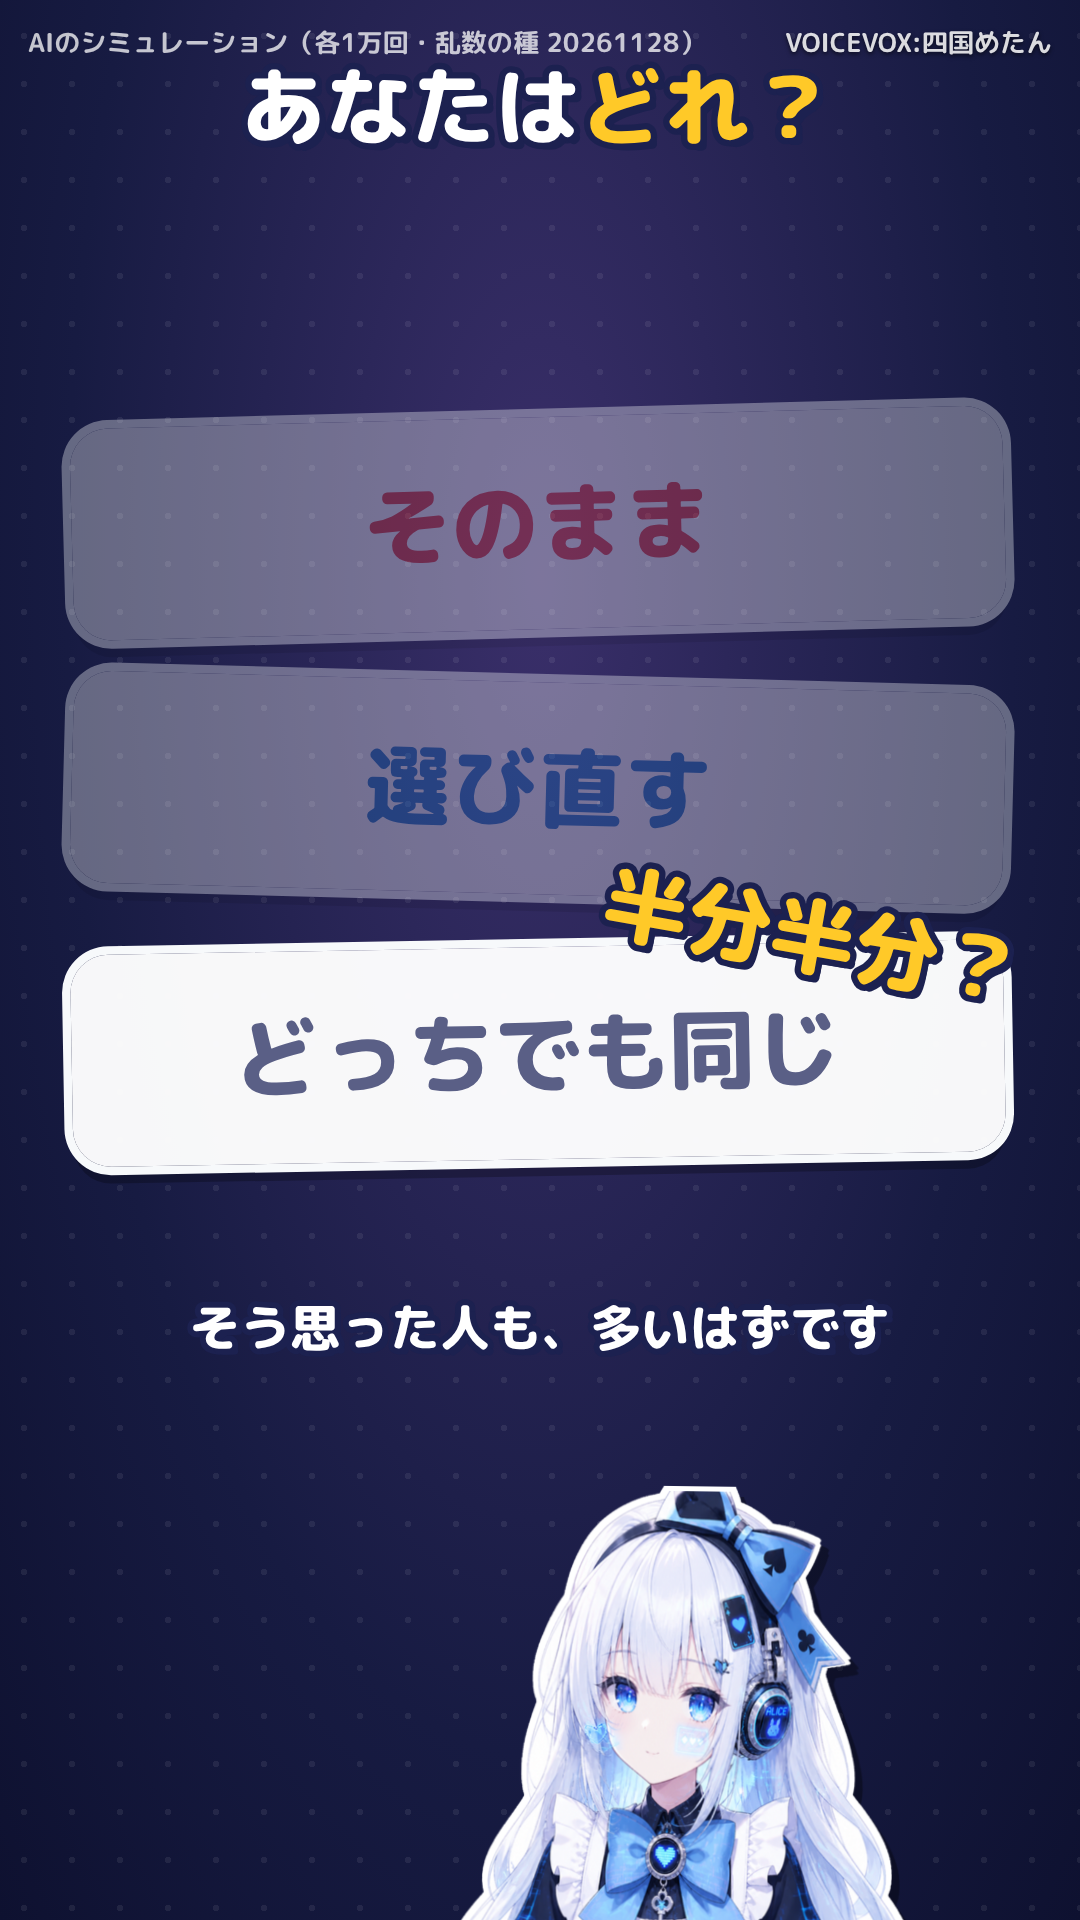 AIのシミュレーション（各1万回・乱数の種 20261128）
VOICEVOX:四国めたん
あなたはどれ？
そのまま
選び直す
半分半分？
どっちでも同じ
そう思った人も、多いはずです
ALICE